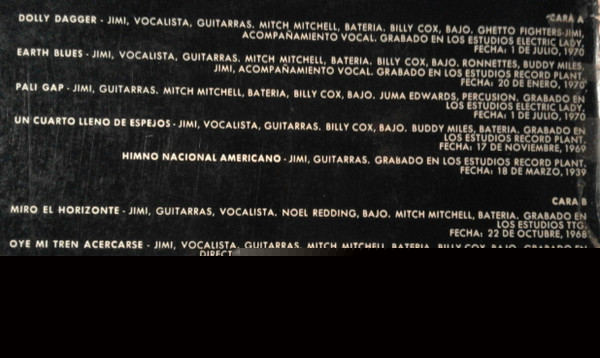 CARA A
DOLLY DAGGER - JIMI, VOCALISTA, GUITARRAS. MITCH MITCHELL, BATERIA. BILLY COX, BAJO. GHETTO FIGHTERS-JIMI,
ACOMPAÑAMIENTO VOCAL. GRABADO EN LOS ESTUDIOS ELECTRIC LADY.
FECHA: 1 DE JULIO, 1970
EARTH BLUES - JIMI, VOCALISTA, GUITARRAS. MITCH MITCHELL, BATERIA. BILLY COX, BAJO. RONNETTES, BUDDY MILES,
JIMI, ACOMPAÑAMIENTO VOCAL. GRABADO EN LOS ESTUDIOS RECORD PLANT.
FECHA: 20 DE ENERO, 1970
PALI GAP - JIMI, GUITARRAS. MITCH MITCHELL, BATERIA, BILLY COX, BAJO. JUMA EDWARDS, PERCUSION. GRABADO EN
LOS ESTUDIOS ELECTRIC LADY.
FECHA: 1 DE JULIO, 1970
UN CUARTO LLENO DE ESPEJOS - JIMI, VOCALISTA, GUITARRAS. BILLY COX, BAJO. BUDDY MILES, BATERIA. GRABADO EN
LOS ESTUDIOS RECORD PLANT.
FECHA: 17 DE NOVIEMBRE, 1969
HIMNO NACIONAL AMERICANO - JIMI, GUITARRAS. GRABADO EN LOS ESTUDIOS RECORD PLANT.
FECHA: 18 DE MARZO, 1939
CARA B
MIRO EL HORIZONTE - JIMI, GUITARRAS, VOCALISTA. NOEL REDDING, BAJO. MITCH MITCHELL, BATERIA. GRABADO EN
LOS ESTUDIOS TTG.
FECHA: 22 DE OCTUBRE, 1968
OYE MI TREN ACERCARSE - JIMI, VOCALISTA, GUITARRAS, MITCH MITCHELL, BATERIA, BILLY COX, BAJO. GRABADO EN